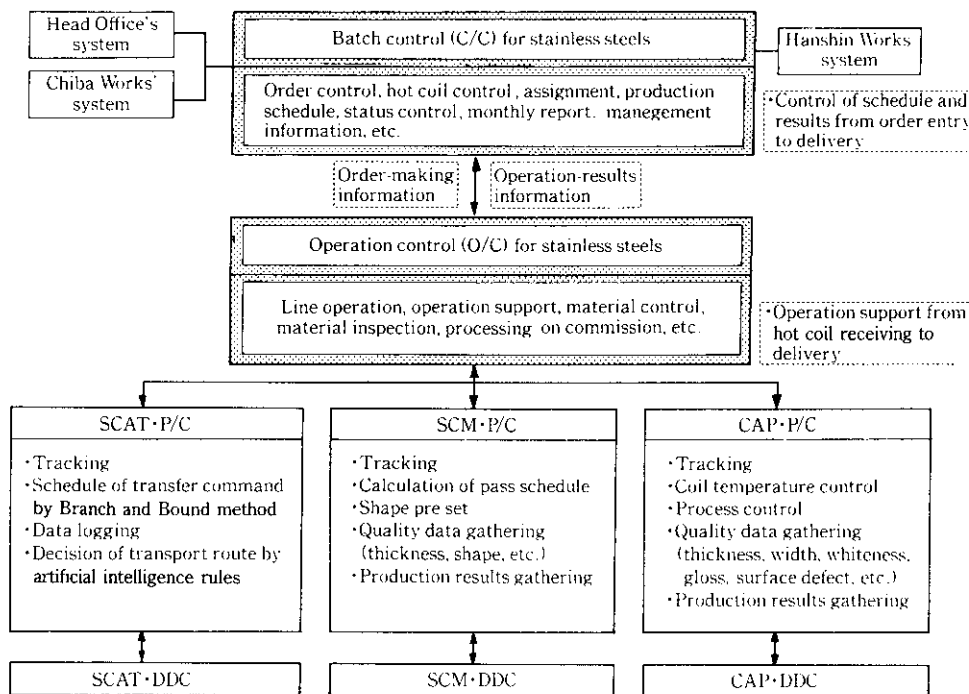 Head Office's
system
Chiba Works'
system
Batch control (C/C) for stainless steels
Hanshin Works
system
Order control, hot coil control, assignment, production
schedule, status control, monthly report. manegement
information, etc.
・Control of schedule and
results from order entry
to delivery
Order-making
information
Operation-results
information
Operation control (O/C) for stainless steels
Line operation, operation support, material control,
material inspection, processing on commission, etc.
・Operation support from
hot coil receiving to
delivery
SCAT・P/C
・Tracking
・Schedule of transfer command
by Branch and Bound method
・Data logging
・Decision of transport route by
artificial intelligence rules
SCAT・DDC
SCM・P/C
・Tracking
・Calculation of pass schedule
・Shape pre set
・Quality data gathering
(thickness, shape, etc.)
・Production results gathering
SCM・DDC
CAP・P/C
・Tracking
・Coil temperature control
・Process control
・Quality data gathering
(thickness, width, whiteness,
gloss, surface defect, etc.)
・Production results gathering
CAP・DDC